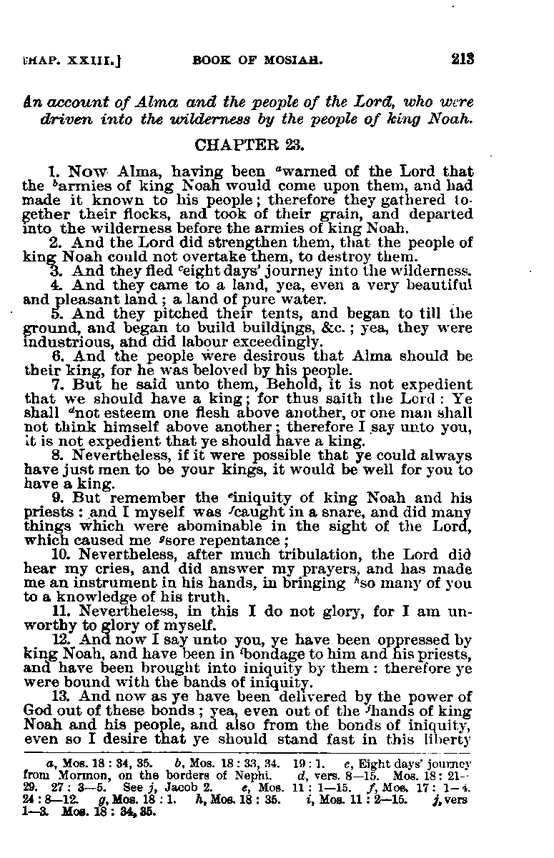 CHAP. XXIII.] BOOK OF MOSIAH. 213
An account of Alma and the people of the Lord, who were
driven into the wilderness by the people of king Noah.
CHAPTER 23.
1. Now Alma, having been ᵃwarned of the Lord that
the ᵇarmies of king Noah would come upon them, and had
made it known to his people; therefore they gathered to-
gether their flocks, and took of their grain, and departed
into the wilderness before the armies of king Noah.
2. And the Lord did strengthen them, that the people of
king Noah could not overtake them, to destroy them.
3. And they fled ᶜeight days' journey into the wilderness.
4. And they came to a land, yea, even a very beautiful
and pleasant land; a land of pure water.
5. And they pitched their tents, and began to till the
ground, and began to build buildings, &c.; yea, they were
industrious, and did labour exceedingly.
6. And the people were desirous that Alma should be
their king, for he was beloved by his people.
7. But he said unto them, Behold, it is not expedient
that we should have a king; for thus saith the Lord: Ye
shall ᵈnot esteem one flesh above another, or one man shall
not think himself above another; therefore I say unto you,
it is not expedient that ye should have a king.
8. Nevertheless, if it were possible that ye could always
have just men to be your kings, it would be well for you to
have a king.
9. But remember the ᵉiniquity of king Noah and his
priests: and I myself was ᶠcaught in a snare, and did many
things which were abominable in the sight of the Lord,
which caused me ᵍsore repentance;
10. Nevertheless, after much tribulation, the Lord did
hear my cries, and did answer my prayers, and has made
me an instrument in his hands, in bringing ʰso many of you
to a knowledge of his truth.
11. Nevertheless, in this I do not glory, for I am un-
worthy to glory of myself.
12. And now I say unto you, ye have been oppressed by
king Noah, and have been in ⁱbondage to him and his priests,
and have been brought into iniquity by them: therefore ye
were bound with the bands of iniquity.
13. And now as ye have been delivered by the power of
God out of these bonds; yea, even out of the ʲhands of king
Noah and his people, and also from the bonds of iniquity,
even so I desire that ye should stand fast in this liberty
a, Mos. 18: 34, 35. b, Mos. 18: 33, 34. 19: 1. c, Eight days' journey
from Mormon, on the borders of Nephi. d, vers. 8—15. Mos. 18: 21—
29. 27: 3—5. See j, Jacob 2. e, Mos. 11: 1—15. f, Mos. 17: 1—4.
24: 8—12. g, Mos. 18: 1. h, Mos. 18: 35. i, Mos. 11: 2—15. j, vers
1—3. Mos. 18: 34, 35.